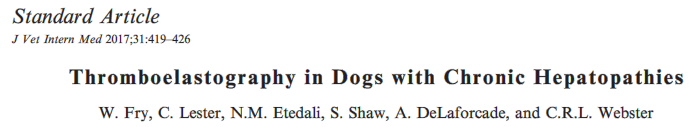 Standard Article
J Vet Intern Med 2017;31:419–426
Thromboelastography in Dogs with Chronic Hepatopathies
W. Fry, C. Lester, N.M. Etedali, S. Shaw, A. DeLaforcade, and C.R.L. Webster